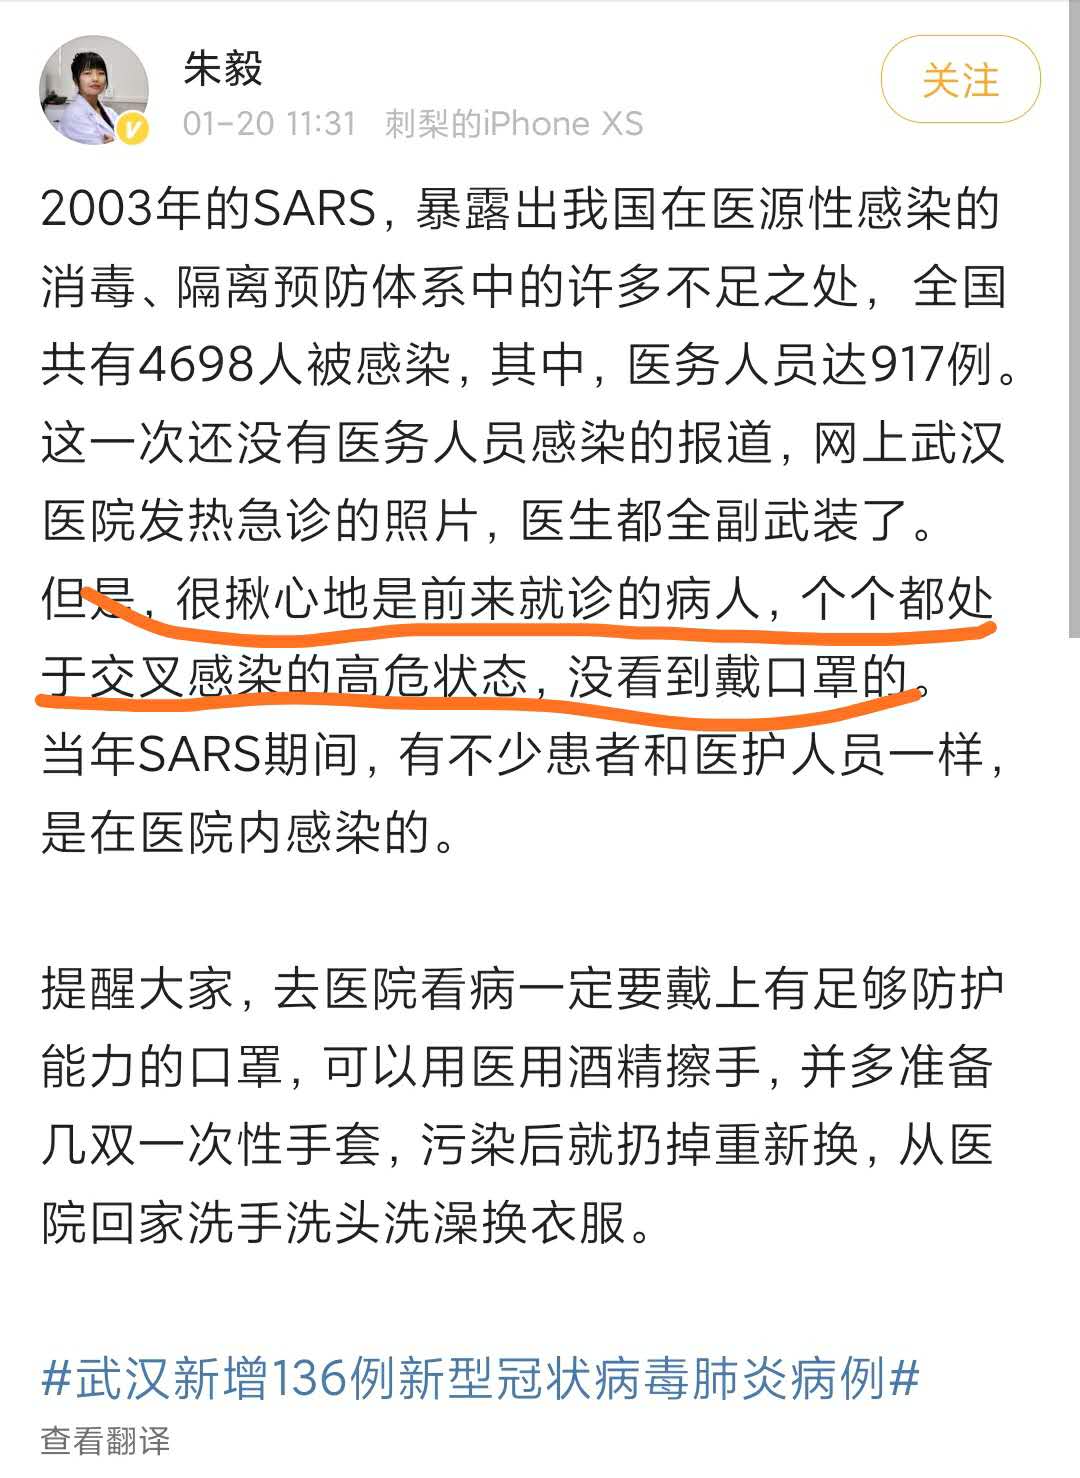 朱毅
关注
01-20 11:31 刺梨的iPhone XS
2003年的SARS，暴露出我国在医源性感染的
消毒、隔离预防体系中的许多不足之处，全国
共有4698人被感染，其中，医务人员达917例。
这一次还没有医务人员感染的报道，网上武汉
医院发热急诊的照片，医生都全副武装了。
但是，很揪心地是前来就诊的病人，个个都处
于交叉感染的高危状态，没看到戴口罩的。
当年SARS期间，有不少患者和医护人员一样，
是在医院内感染的。
提醒大家，去医院看病一定要戴上有足够防护
能力的口罩，可以用医用酒精擦手，并多准备
几双一次性手套，污染后就扔掉重新换，从医
院回家洗手洗头洗澡换衣服。
#武汉新增136例新型冠状病毒肺炎病例#
查看翻译